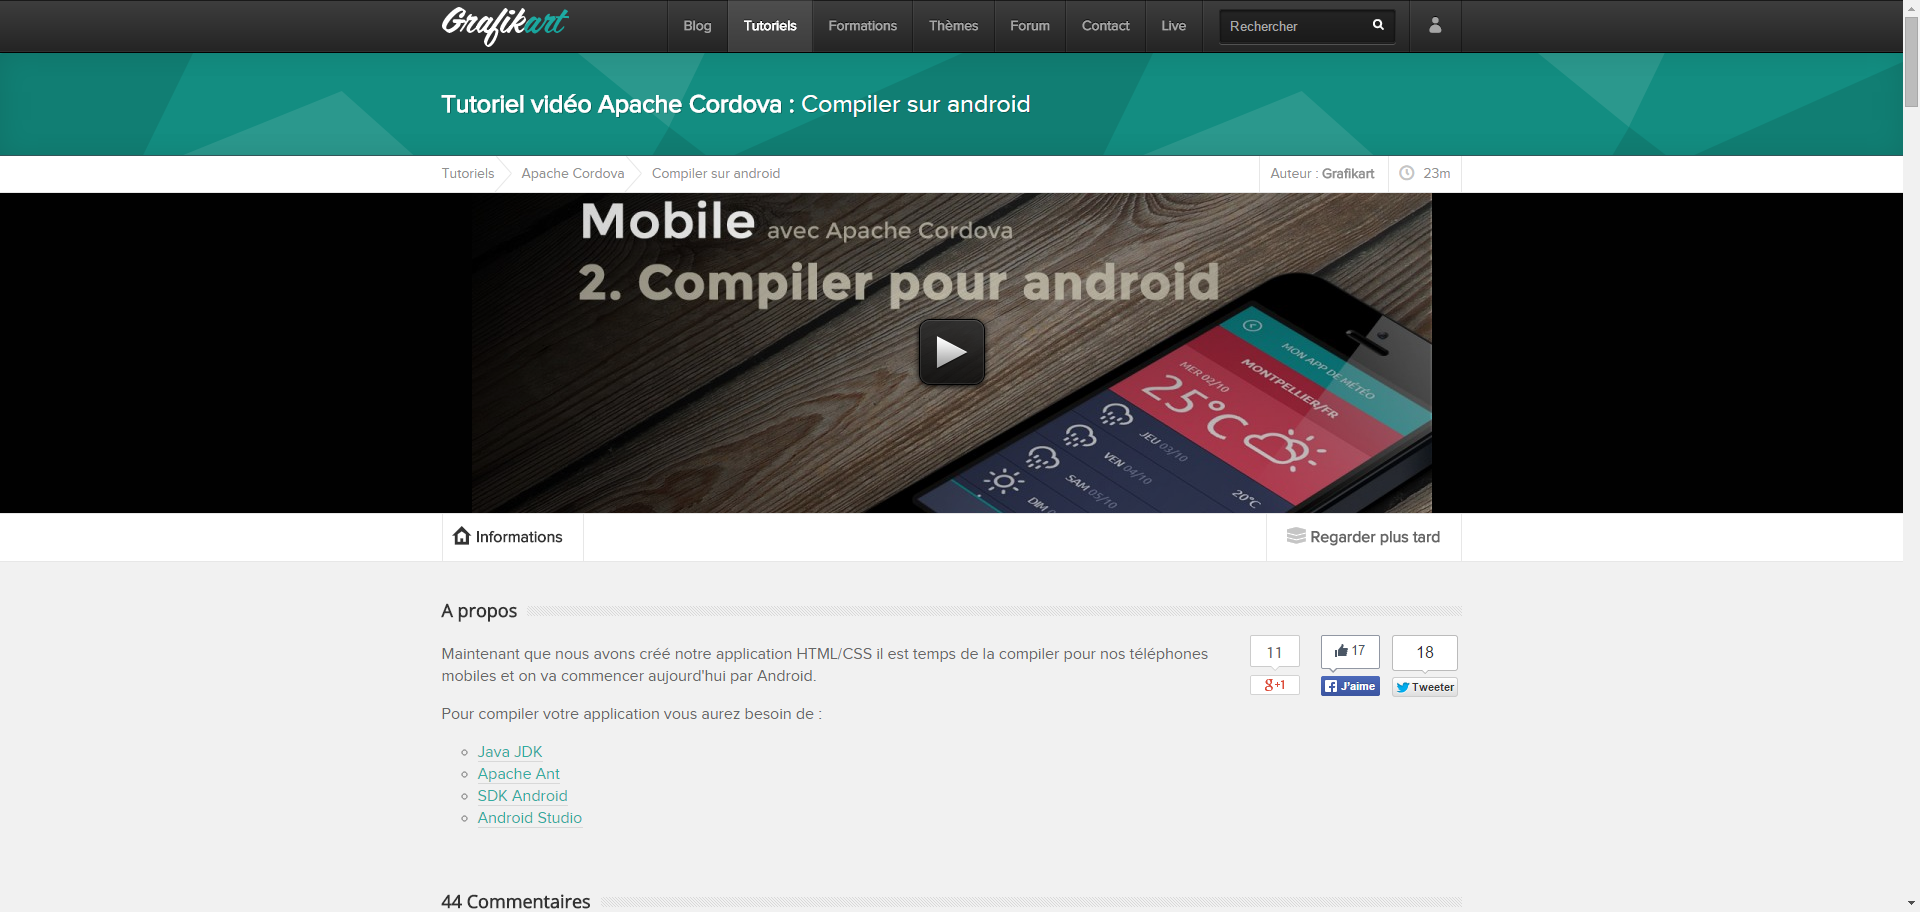 Grafikart
Blog
Tutoriels
Formations
Thèmes
Forum
Contact
Live
Rechercher
Tutoriel vidéo Apache Cordova : Compiler sur android
Tutoriels
Apache Cordova
Compiler sur android
Auteur : Grafikart
23m
Mobile avec Apache Cordova
2. Compiler pour android
MON APP DE MÉTÉO
MONTPELLIER/FR
MER 02/10
25°C
JEU 03/10
VEN 04/10
SAM 05/10
20°C
DIM
Informations
Regarder plus tard
A propos
Maintenant que nous avons créé notre application HTML/CSS il est temps de la compiler pour nos téléphones
mobiles et on va commencer aujourd'hui par Android.
11
17
18
g+1
J'aime
Tweeter
Pour compiler votre application vous aurez besoin de :
Java JDK
Apache Ant
SDK Android
Android Studio
44 Commentaires